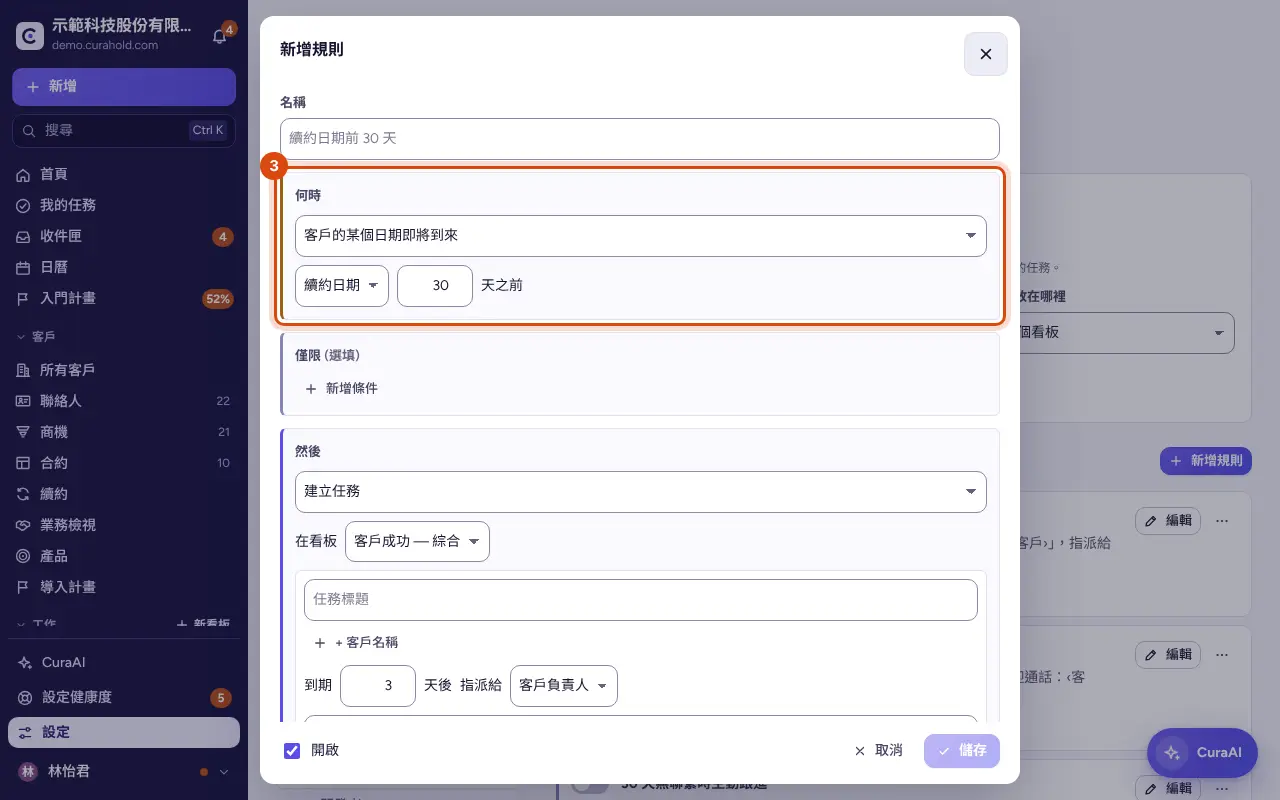 示範科技股份有限...
demo.curahold.com
4
+ 新增
搜尋 Ctrl K
首頁
我的任務
收件匣 4
日曆
入門計畫 52%
客戶
所有客戶
聯絡人 22
商機 21
合約 10
續約
業務檢視
產品
導入計畫
工作 + 新看板
CuraAI
設定健康度 5
設定
林 林怡君
新增規則
名稱
續約日期前 30 天
3
何時
客戶的某個日期即將到來
續約日期 30 天之前
僅限 (選填)
+ 新增條件
然後
建立任務
在看板 客戶成功 — 綜合
任務標題
+ + 客戶名稱
到期 3 天後 指派給 客戶負責人
開啟
取消
儲存
的任務。
放在哪裡
個看板
+ 新增規則
編輯 ...
客戶›」，指派給
編輯 ...
通話：‹客
CuraAI
編輯 ...